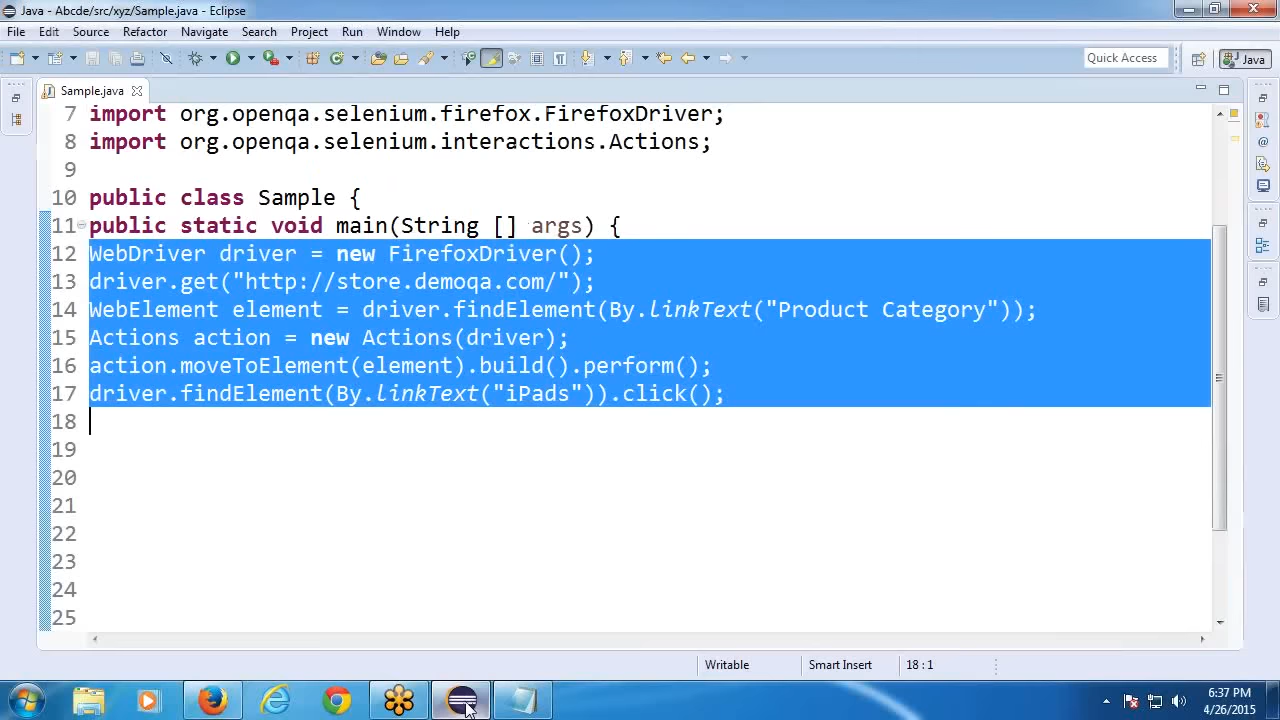 Java - Abcde/src/xyz/Sample.java - Eclipse
File Edit Source Refactor Navigate Search Project Run Window Help
Quick Access
Java
Sample.java
7 import org.openqa.selenium.firefox.FirefoxDriver;
8 import org.openqa.selenium.interactions.Actions;
9
10 public class Sample {
11 public static void main(String [] args) {
12 WebDriver driver = new FirefoxDriver();
13 driver.get("http://store.demoqa.com/");
14 WebElement element = driver.findElement(By.linkText("Product Category"));
15 Actions action = new Actions(driver);
16 action.moveToElement(element).build().perform();
17 driver.findElement(By.linkText("iPads")).click();
18
19
20
21
22
23
24
25
Writable Smart Insert 18 : 1
6:37 PM
4/26/2015